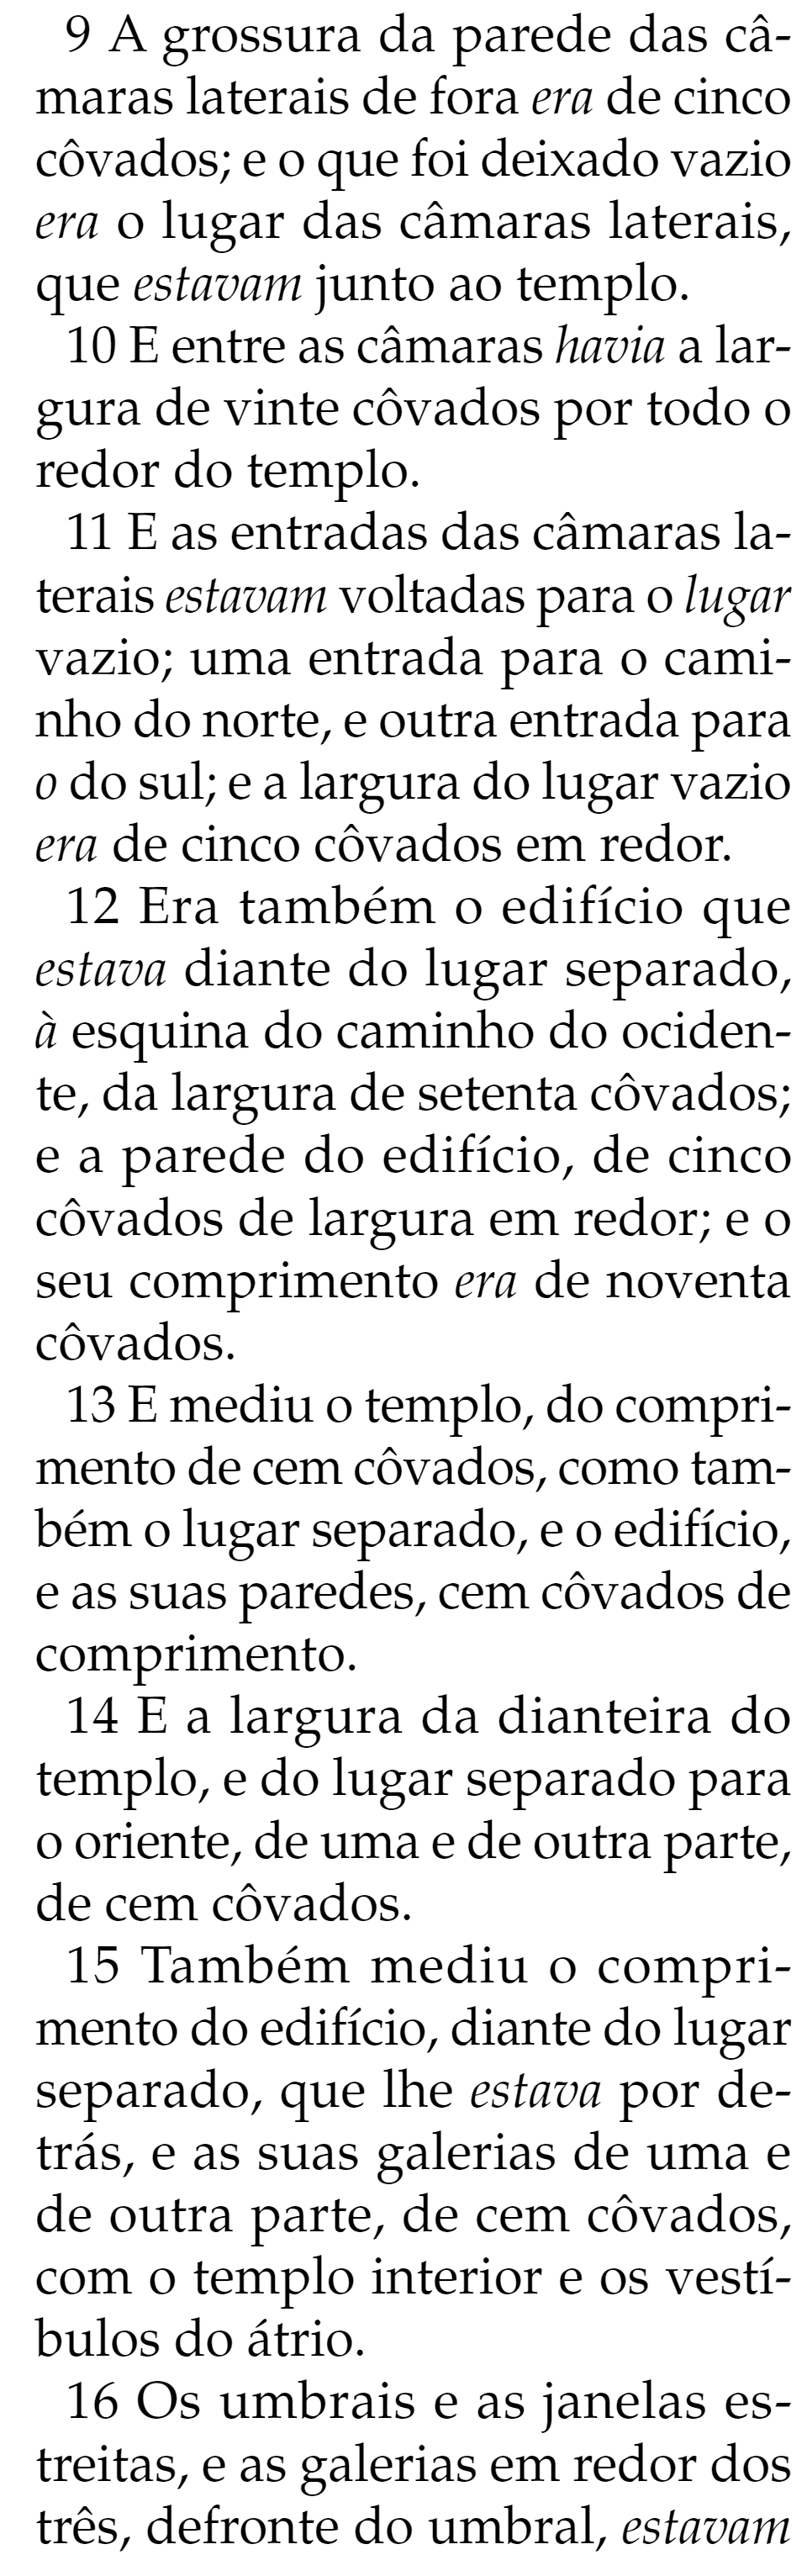 9 A grossura da parede das câ-
maras laterais de fora era de cinco
côvados; e o que foi deixado vazio
era o lugar das câmaras laterais,
que estavam junto ao templo.
10 E entre as câmaras havia a lar-
gura de vinte côvados por todo o
redor do templo.
11 E as entradas das câmaras la-
terais estavam voltadas para o lugar
vazio; uma entrada para o cami-
nho do norte, e outra entrada para
o do sul; e a largura do lugar vazio
era de cinco côvados em redor.
12 Era também o edifício que
estava diante do lugar separado,
à esquina do caminho do ociden-
te, da largura de setenta côvados;
e a parede do edifício, de cinco
côvados de largura em redor; e o
seu comprimento era de noventa
côvados.
13 E mediu o templo, do compri-
mento de cem côvados, como tam-
bém o lugar separado, e o edifício,
e as suas paredes, cem côvados de
comprimento.
14 E a largura da dianteira do
templo, e do lugar separado para
o oriente, de uma e de outra parte,
de cem côvados.
15 Também mediu o compri-
mento do edifício, diante do lugar
separado, que lhe estava por de-
trás, e as suas galerias de uma e
de outra parte, de cem côvados,
com o templo interior e os vestí-
bulos do átrio.
16 Os umbrais e as janelas es-
treitas, e as galerias em redor dos
três, defronte do umbral, estavam